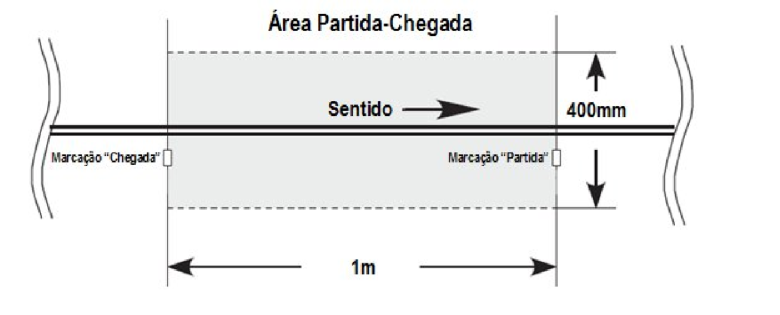 Área Partida-Chegada
Sentido
400mm
Marcação "Chegada"
Marcação "Partida"
1m